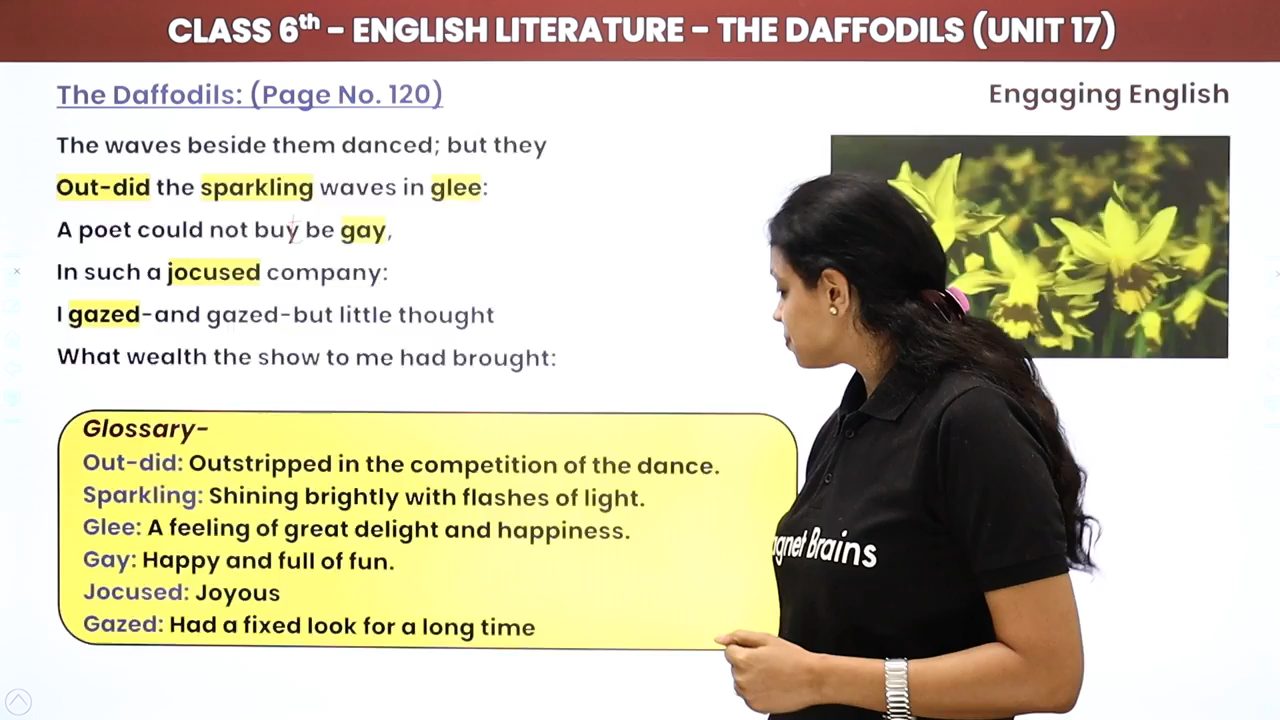 CLASS 6th - ENGLISH LITERATURE - THE DAFFODILS (UNIT 17)
The Daffodils: (Page No. 120)
Engaging English
The waves beside them danced; but they
Out-did the sparkling waves in glee:
A poet could not buy be gay,
In such a jocused company:
I gazed-and gazed-but little thought
What wealth the show to me had brought:
Glossary-
Out-did: Outstripped in the competition of the dance.
Sparkling: Shining brightly with flashes of light.
Glee: A feeling of great delight and happiness.
Gay: Happy and full of fun.
Jocused: Joyous
Gazed: Had a fixed look for a long time
gnet Brains